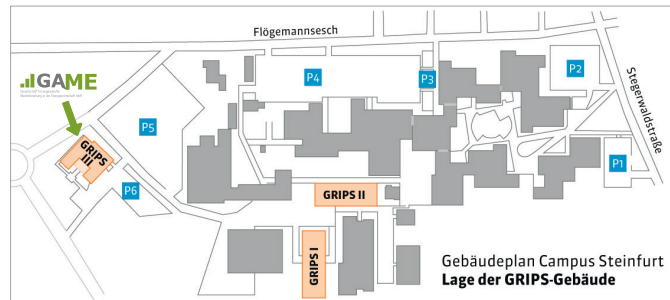 Flögemannsesch
GAME
P4
P3
P2
Stegerwaldstraße
P5
GRIPS
III
P6
P1
GRIPS II
GRIPS I
Gebäudeplan Campus Steinfurt
Lage der GRIPS-Gebäude